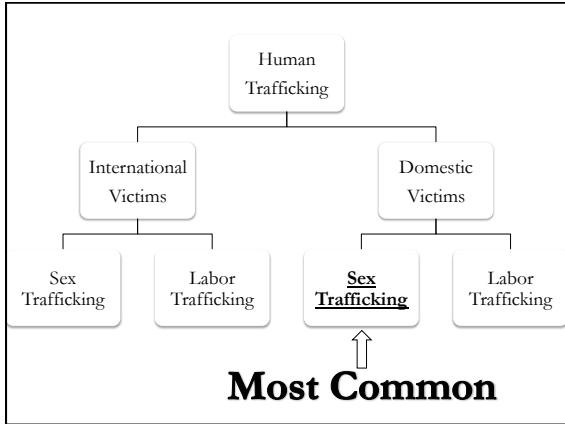 Human
Trafficking
International
Victims
Domestic
Victims
Sex
Trafficking
Labor
Trafficking
Sex
Trafficking
Labor
Trafficking
Most Common